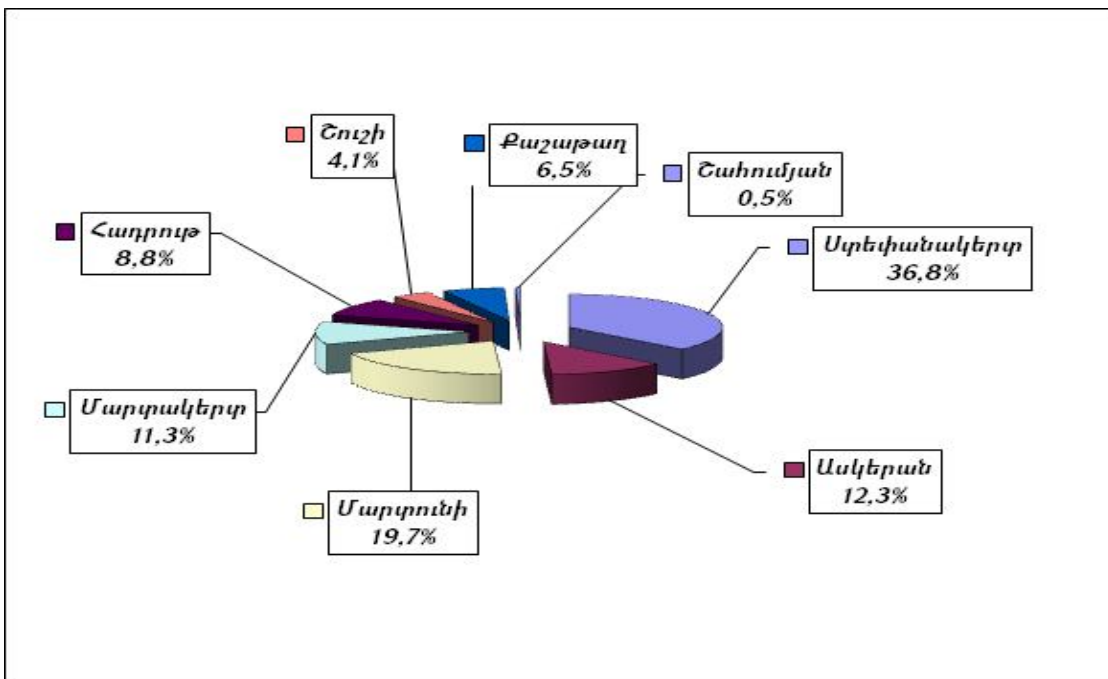 Շուշի
4,1%
Քաշաթաղ
6,5%
Շահումյան
0,5%
Հադրութ
8,8%
Ստեփանակերտ
36,8%
Մարտակերտ
11,3%
Ասկերան
12,3%
Մարտունի
19,7%